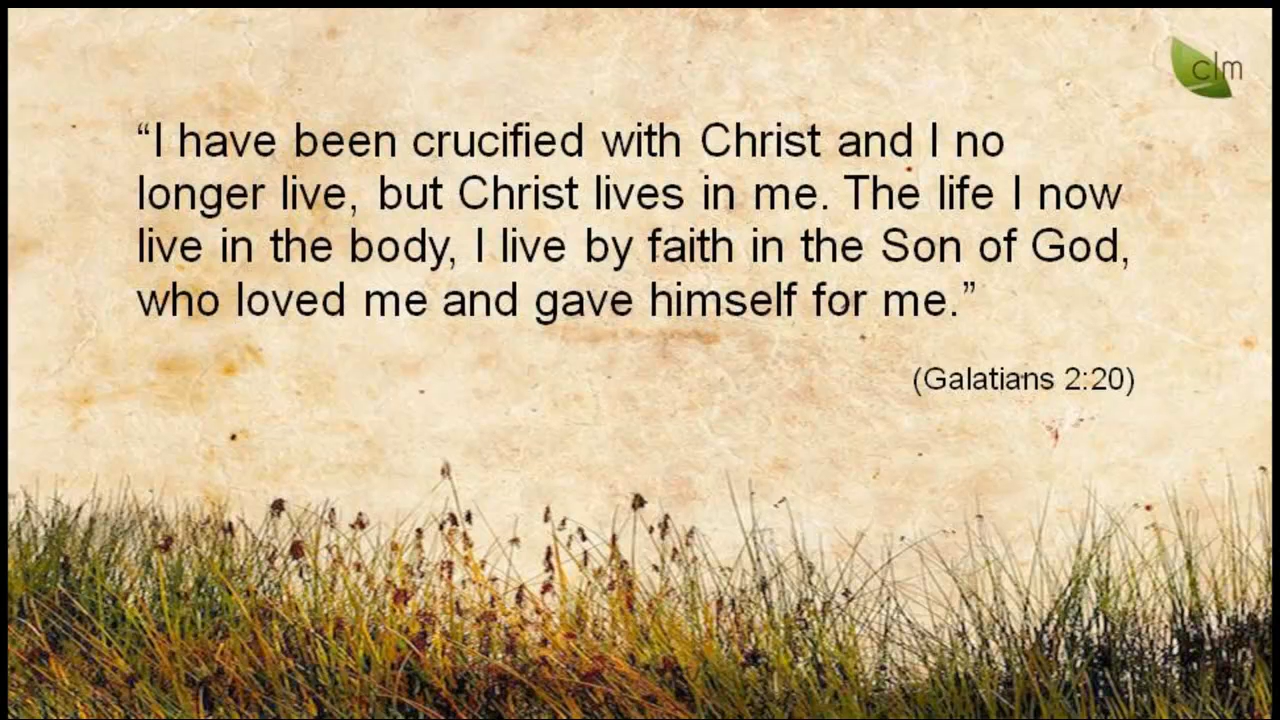 clm
“I have been crucified with Christ and I no
longer live, but Christ lives in me. The life I now
live in the body, I live by faith in the Son of God,
who loved me and gave himself for me.”
(Galatians 2:20)